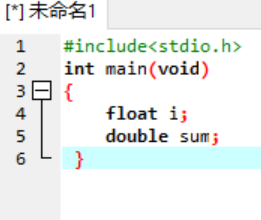 [*] 未命名1
1 #include<stdio.h>
2 int main(void)
3 {
4 float i;
5 double sum;
6 }